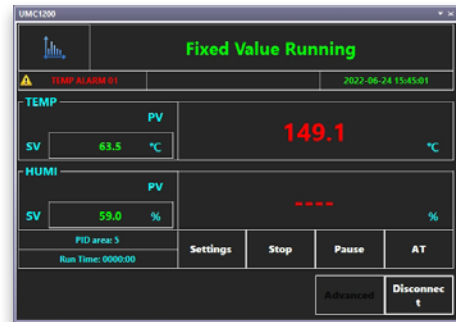 UMC1200
Fixed Value Running
TEMP ALARM 01
2022-06-24 15:45:01
TEMP
PV
149.1
SV 63.5 °C
°C
HUMI
PV
----
SV 59.0 %
%
PID area: 5
Run Time: 0000:00
Settings Stop Pause AT
Advanced
Disconnec
t